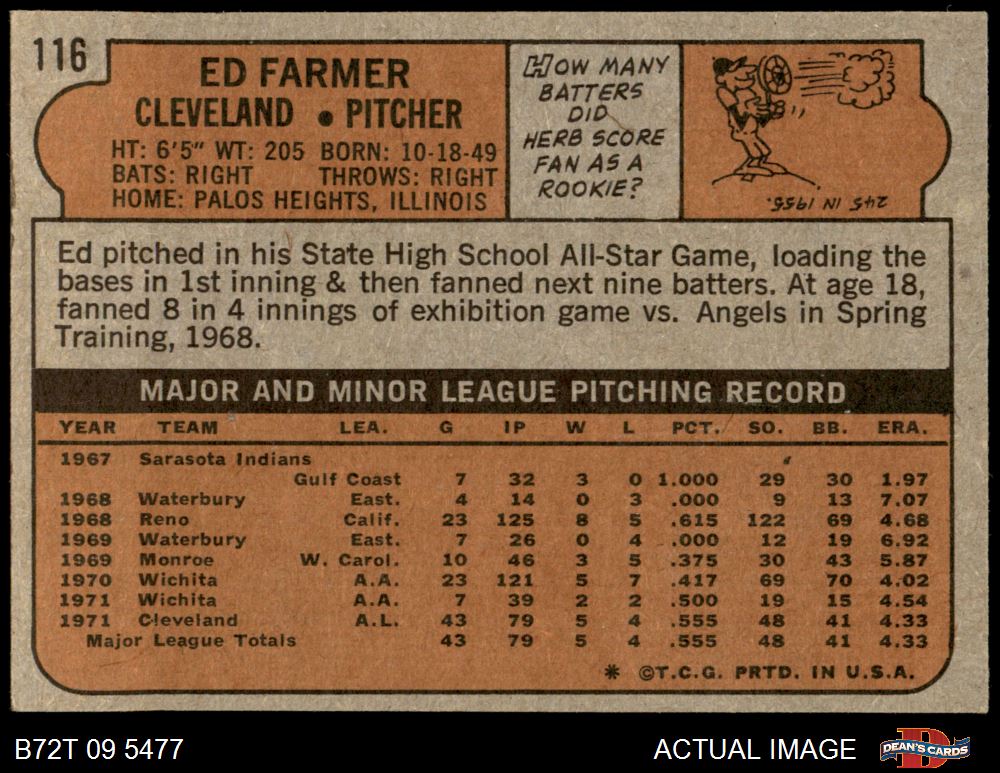 116
ED FARMER
CLEVELAND • PITCHER
HT: 6'5" WT: 205 BORN: 10-18-49
BATS: RIGHT THROWS: RIGHT
HOME: PALOS HEIGHTS, ILLINOIS
HOW MANY
BATTERS
DID
HERB SCORE
FAN AS A
ROOKIE?
245 IN 1955.
Ed pitched in his State High School All-Star Game, loading the
bases in 1st inning & then fanned next nine batters. At age 18,
fanned 8 in 4 innings of exhibition game vs. Angels in Spring
Training, 1968.
MAJOR AND MINOR LEAGUE PITCHING RECORD
YEAR TEAM LEA. G IP W L PCT. SO. BB. ERA.
1967 Sarasota Indians
Gulf Coast 7 32 3 0 1.000 29 30 1.97
1968 Waterbury East. 4 14 0 3 .000 9 13 7.07
1968 Reno Calif. 23 125 8 5 .615 122 69 4.68
1969 Waterbury East. 7 26 0 4 .000 12 19 6.92
1969 Monroe W. Carol. 10 46 3 5 .375 30 43 5.87
1970 Wichita A.A. 23 121 5 7 .417 69 70 4.02
1971 Wichita A.A. 7 39 2 2 .500 19 15 4.54
1971 Cleveland A.L. 43 79 5 4 .555 48 41 4.33
Major League Totals 43 79 5 4 .555 48 41 4.33
* ©T.C.G. PRTD. IN U.S.A.
B72T 09 5477 ACTUAL IMAGE DEAN'S CARDS